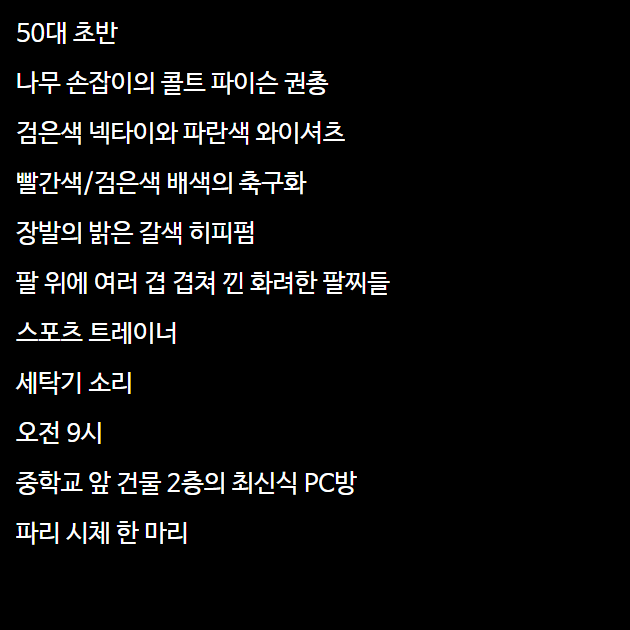 50대 초반
나무 손잡이의 콜트 파이슨 권총
검은색 넥타이와 파란색 와이셔츠
빨간색/검은색 배색의 축구화
장발의 밝은 갈색 히피펌
팔 위에 여러 겹 겹쳐 낀 화려한 팔찌들
스포츠 트레이너
세탁기 소리
오전 9시
중학교 앞 건물 2층의 최신식 PC방
파리 시체 한 마리